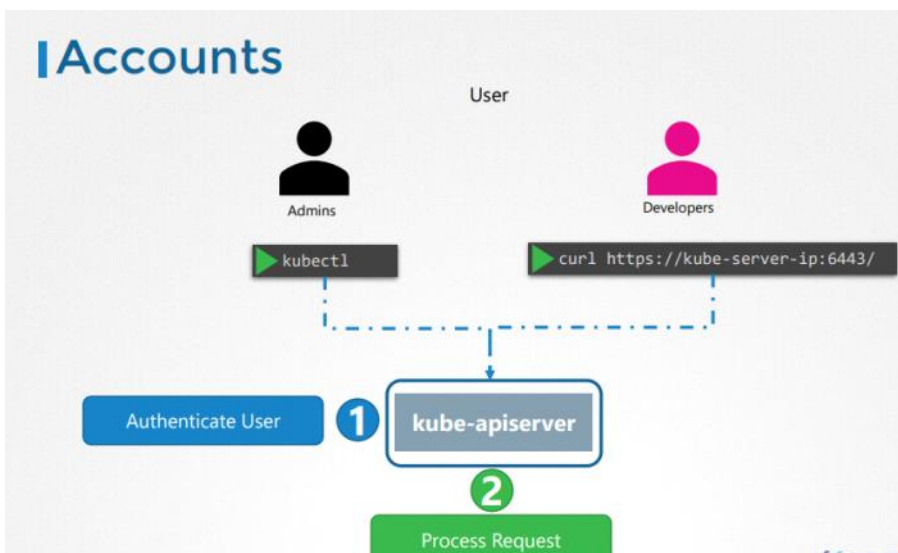 Accounts
User
Admins
Developers
kubectl
curl https://kube-server-ip:6443/
Authenticate User
1
kube-apiserver
2
Process Request